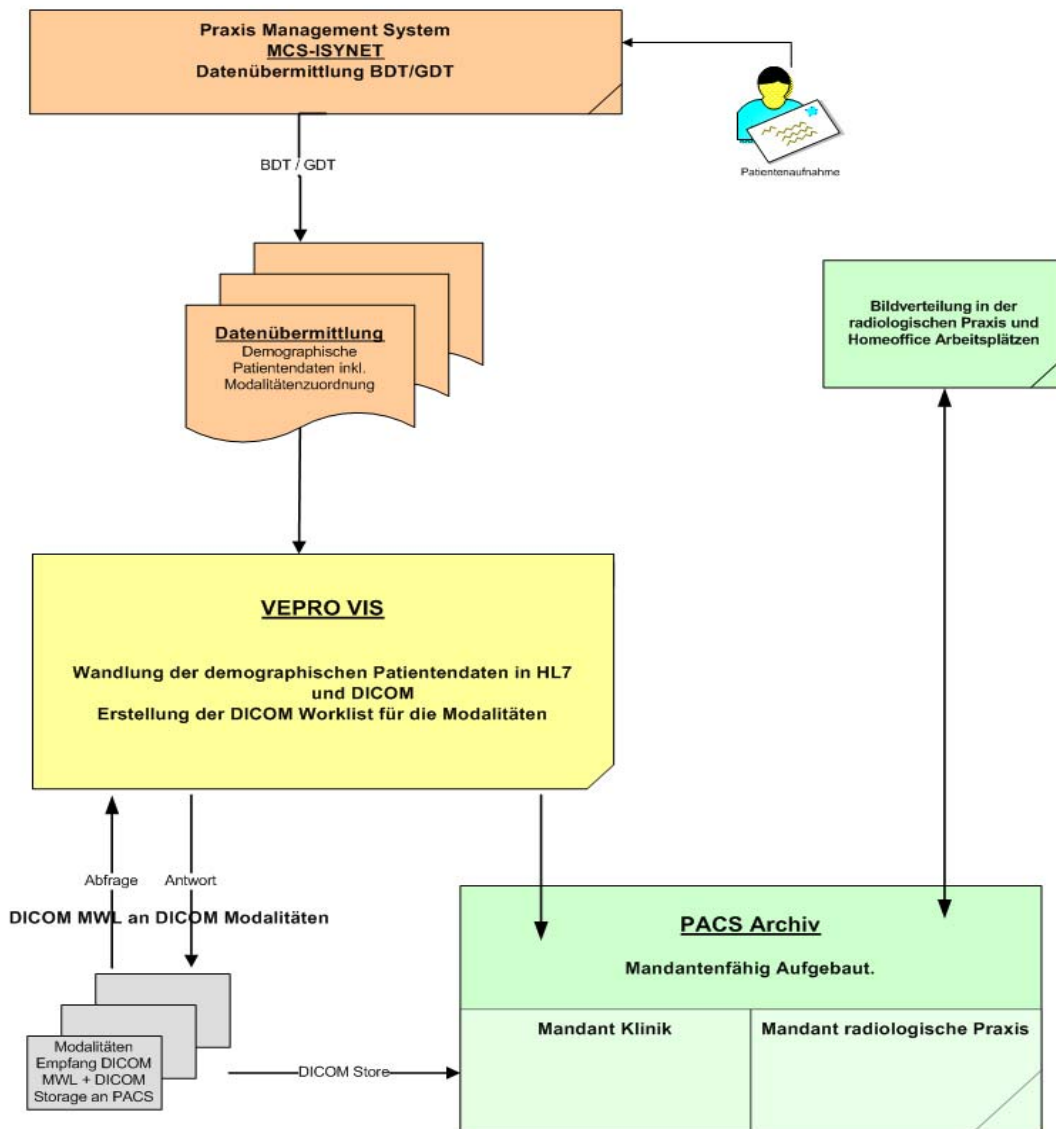 Praxis Management System
MCS-ISYNET
Datenübermittlung BDT/GDT
Patientenaufnahme
BDT / GDT
Datenübermittlung
Demographische
Patientendaten inkl.
Modalitätenzuordnung
Bildverteilung in der
radiologischen Praxis und
Homeoffice Arbeitsplätzen
VEPRO VIS
Wandlung der demographischen Patientendaten in HL7
und DICOM
Erstellung der DICOM Worklist für die Modalitäten
Abfrage
Antwort
DICOM MWL an DICOM Modalitäten
PACS Archiv
Mandantenfähig Aufgebaut.
Mandant Klinik
Mandant radiologische Praxis
Modalitäten
Empfang DICOM
MWL + DICOM
Storage an PACS
DICOM Store